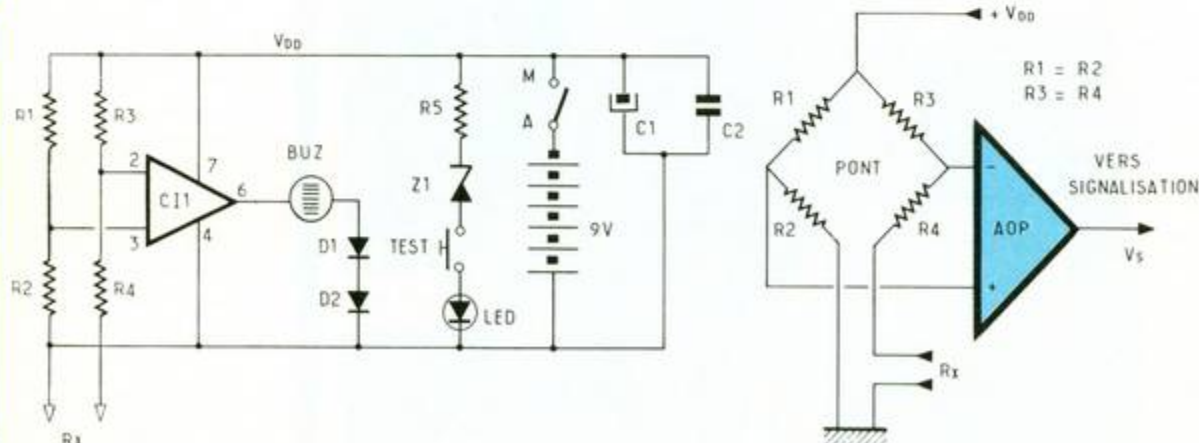 VDD
R1
R3
2
7
CI1
6
3
4
R2
R4
BUZ
D1
D2
R5
Z1
TEST
LED
M
A
9V
C1
C2
Rx
+ VDD
R1 = R2
R3 = R4
R1
R3
PONT
R2
R4
-
+
AOP
VERS
SIGNALISATION
Vs
Rx